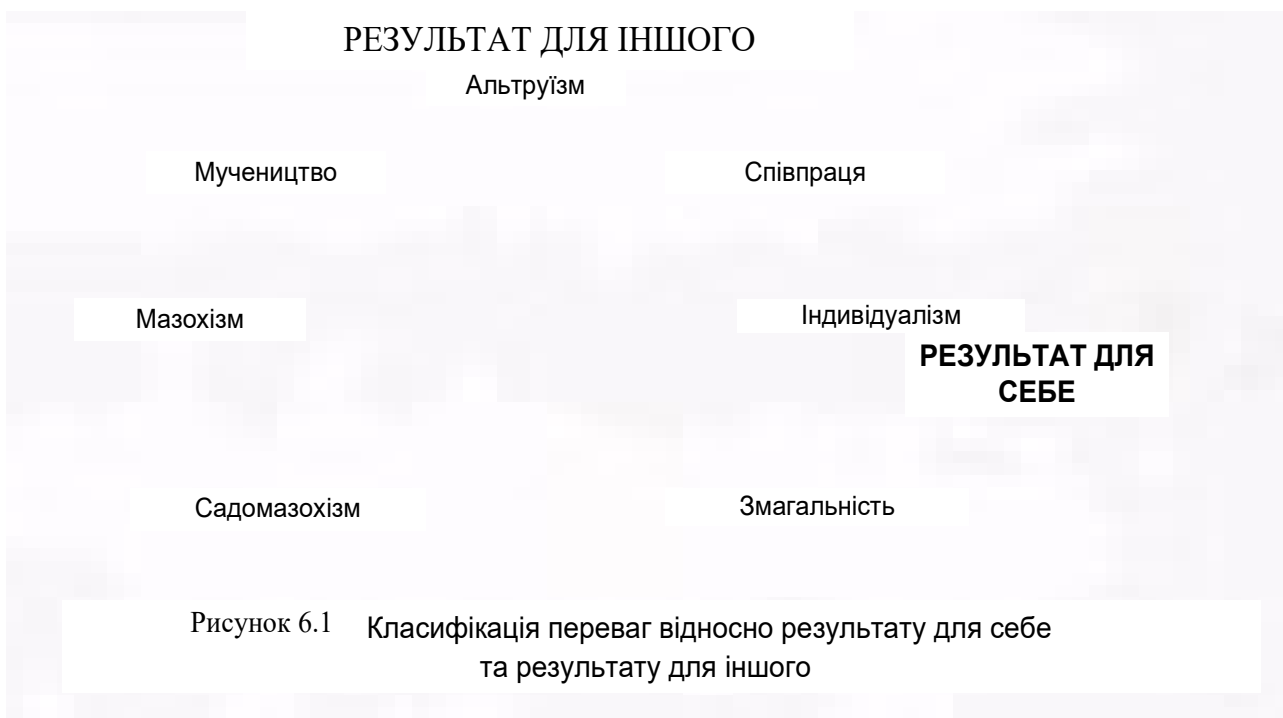 РЕЗУЛЬТАТ ДЛЯ ІНШОГО
Альтруїзм
Мучеництво Співпраця
Мазохізм Індивідуалізм
РЕЗУЛЬТАТ ДЛЯ
СЕБЕ
Садомазохізм Змагальність
Рисунок 6.1 Класифікація переваг відносно результату для себе
та результату для іншого